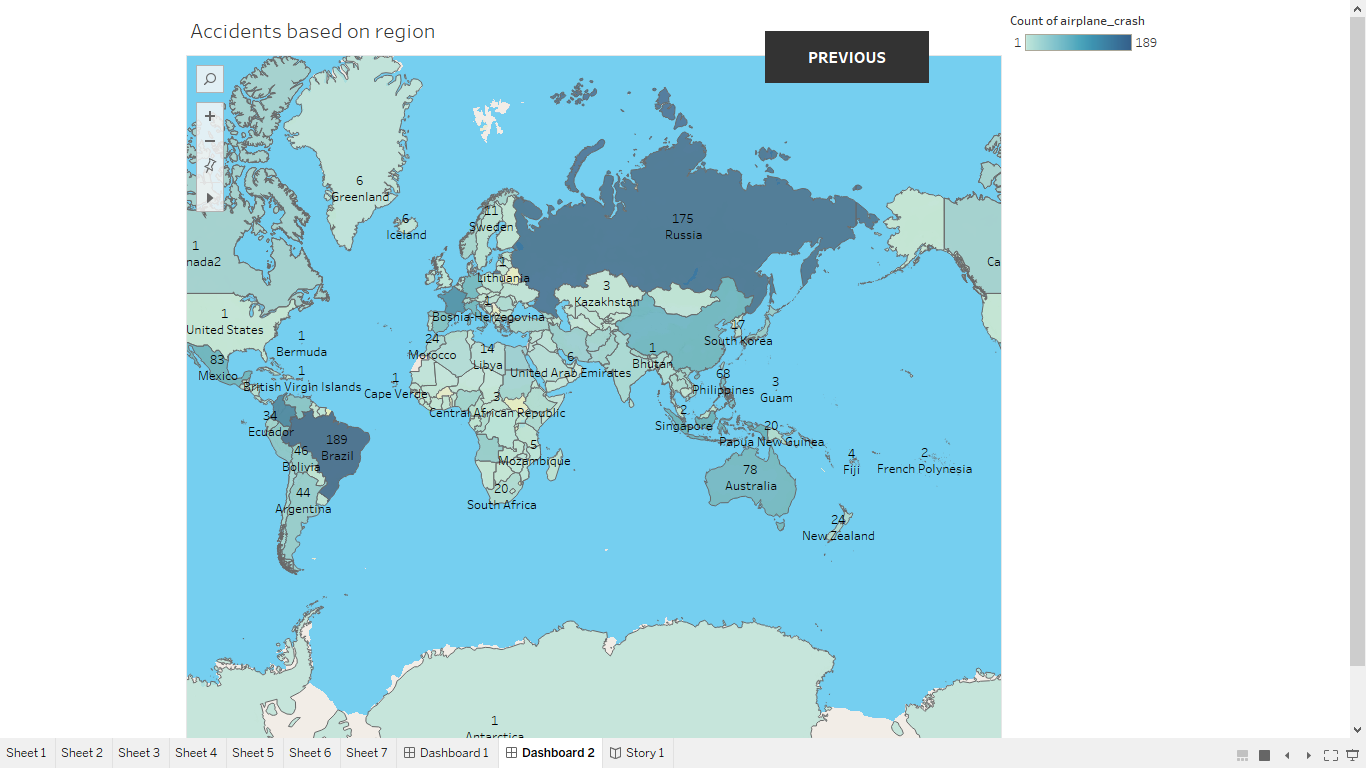 Accidents based on region
PREVIOUS
Count of airplane_crash
1
189
6
Greenland
6
Iceland
11
Sweden
175
Russia
1
nada2
Ca
1
Lithuania
3
Kazakhstan
1
Bosnia-Herzegovina
1
United States
1
Bermuda
24
Morocco
14
Libya
6
United Arab Emirates
1
Bhutan
17
South Korea
83
Mexico
1
British Virgin Islands
1
Cape Verde
3
Central African Republic
68
Philippines
3
Guam
34
Ecuador
189
Brazil
2
Singapore
20
Papua New Guinea
46
Bolivia
5
Mozambique
78
Australia
4
Fiji
2
French Polynesia
44
Argentina
20
South Africa
24
New Zealand
1
Antarctica
Sheet 1
Sheet 2
Sheet 3
Sheet 4
Sheet 5
Sheet 6
Sheet 7
Dashboard 1
Dashboard 2
Story 1